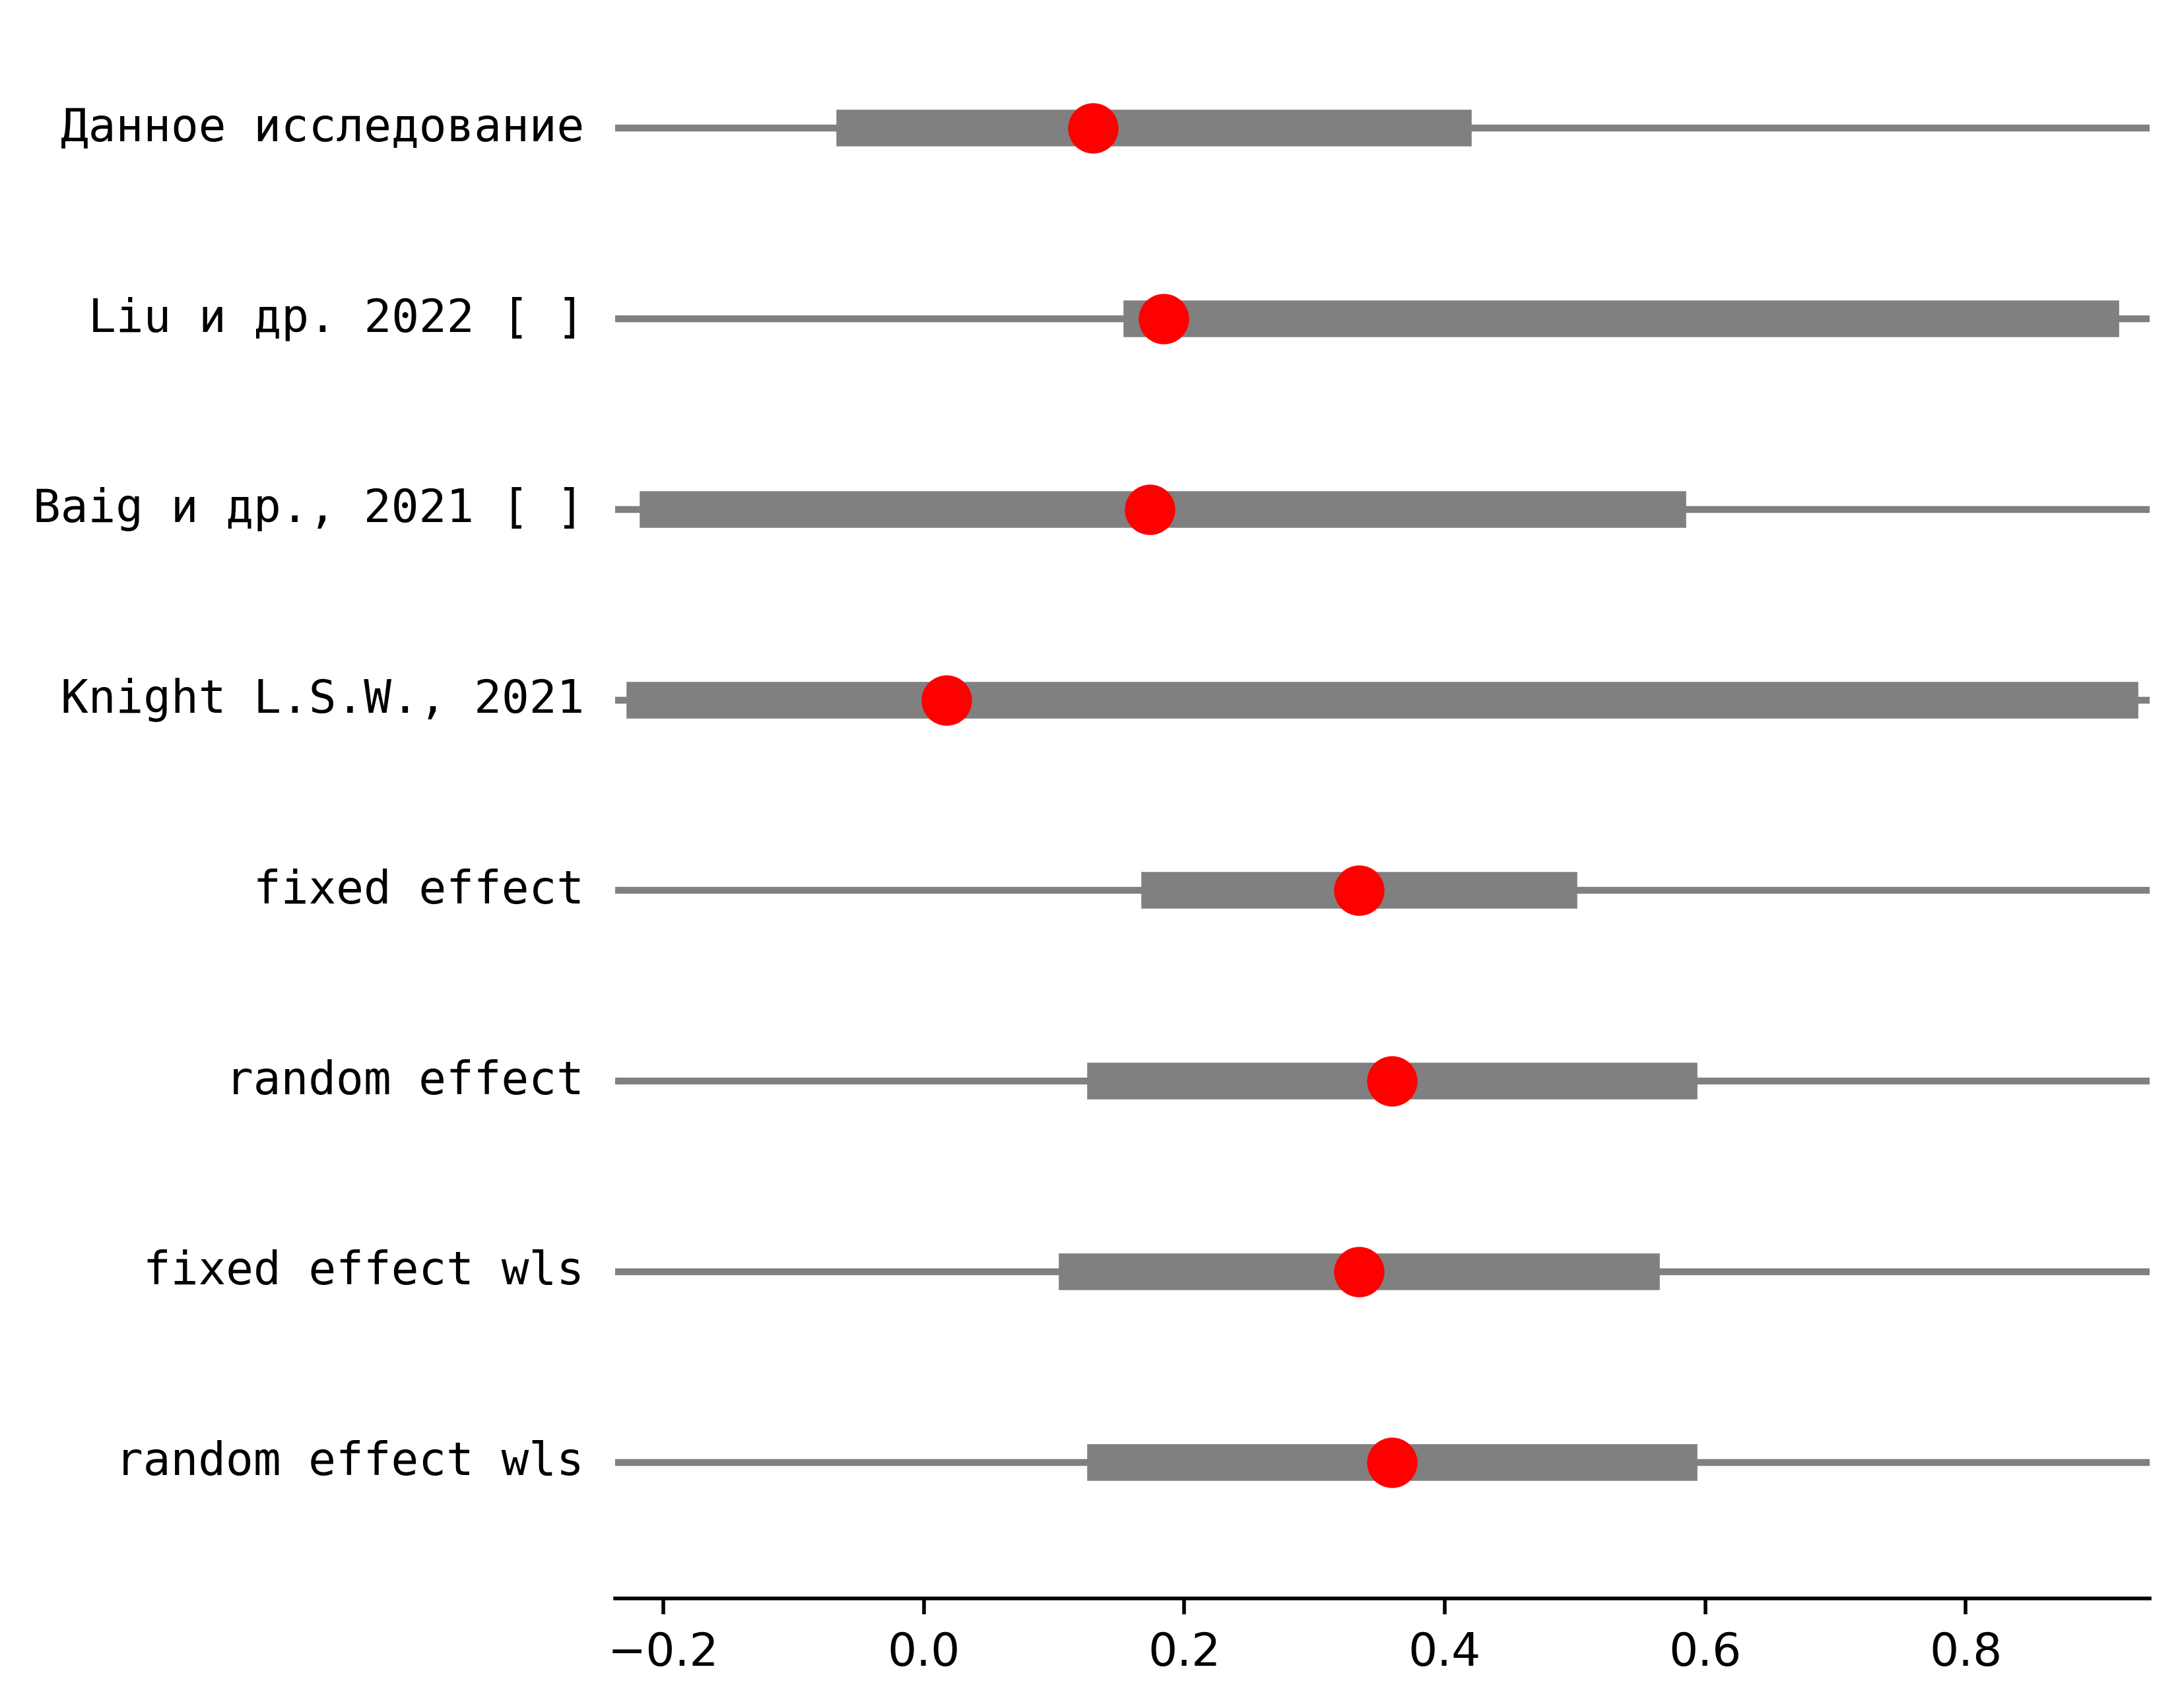 Данное исследование
Liu и др. 2022 [ ]
Baig и др., 2021 [ ]
Knight L.S.W., 2021
fixed effect
random effect
fixed effect wls
random effect wls
−0.2 0.0 0.2 0.4 0.6 0.8